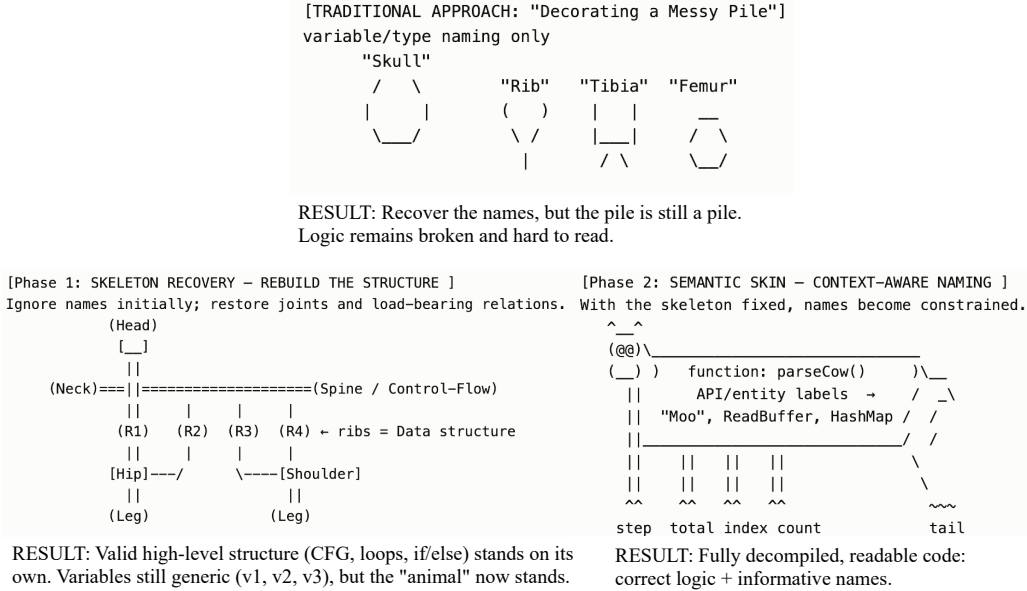 [TRADITIONAL APPROACH: "Decorating a Messy Pile"]
variable/type naming only
"Skull"
"Rib" "Tibia" "Femur"
RESULT: Recover the names, but the pile is still a pile.
Logic remains broken and hard to read.
[Phase 1: SKELETON RECOVERY – REBUILD THE STRUCTURE ]
Ignore names initially; restore joints and load-bearing relations.
(Head)
(Neck)===||====================(Spine / Control-Flow)
(R1) (R2) (R3) (R4) ← ribs = Data structure
[Hip]---/ \----[Shoulder]
(Leg) (Leg)
RESULT: Valid high-level structure (CFG, loops, if/else) stands on its
own. Variables still generic (v1, v2, v3), but the "animal" now stands.
[Phase 2: SEMANTIC SKIN – CONTEXT-AWARE NAMING ]
With the skeleton fixed, names become constrained.
(@@)
function: parseCow()
API/entity labels →
"Moo", ReadBuffer, HashMap
step total index count tail
RESULT: Fully decompiled, readable code:
correct logic + informative names.